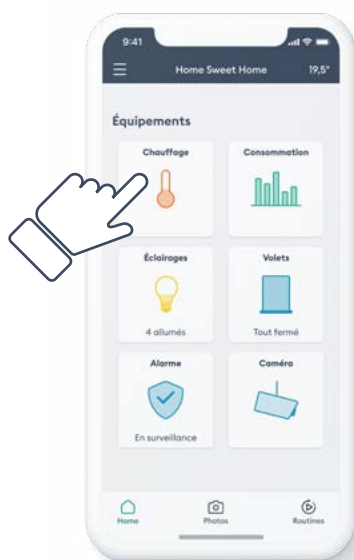 9:41
Home Sweet Home 19,5°
Équipements
Chauffage Consommation
Éclairages Volets
4 allumés Tout fermé
Alarme Caméra
En surveillance
Home Photos Routines